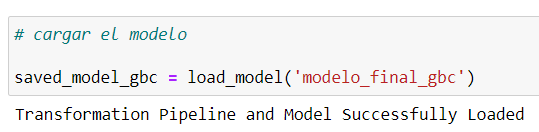 # cargar el modelo
saved_model_gbc = load_model('modelo_final_gbc')
Transformation Pipeline and Model Successfully Loaded